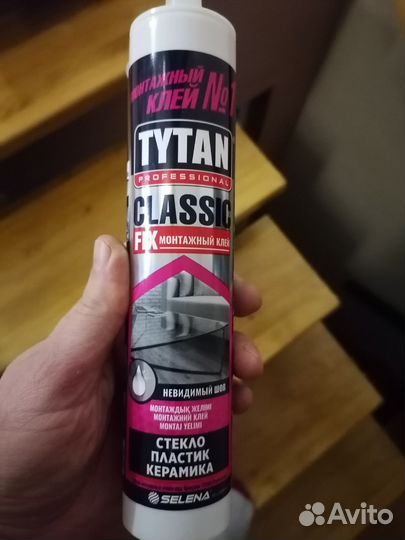 МОНТАЖНЫЙ
КЛЕЙ №1
TYTAN
PROFESSIONAL
CLASSIC
FIX МОНТАЖНЫЙ КЛЕЙ
НЕВИДИМЫЙ ШОВ
МОНТАЖДЫҚ ЖЕЛІМІ
МОНТАЖНИЙ КЛЕЙ
MONTAJ YELIMI
СТЕКЛО
ПЛАСТИК
КЕРАМИКА
SELENA
Avito